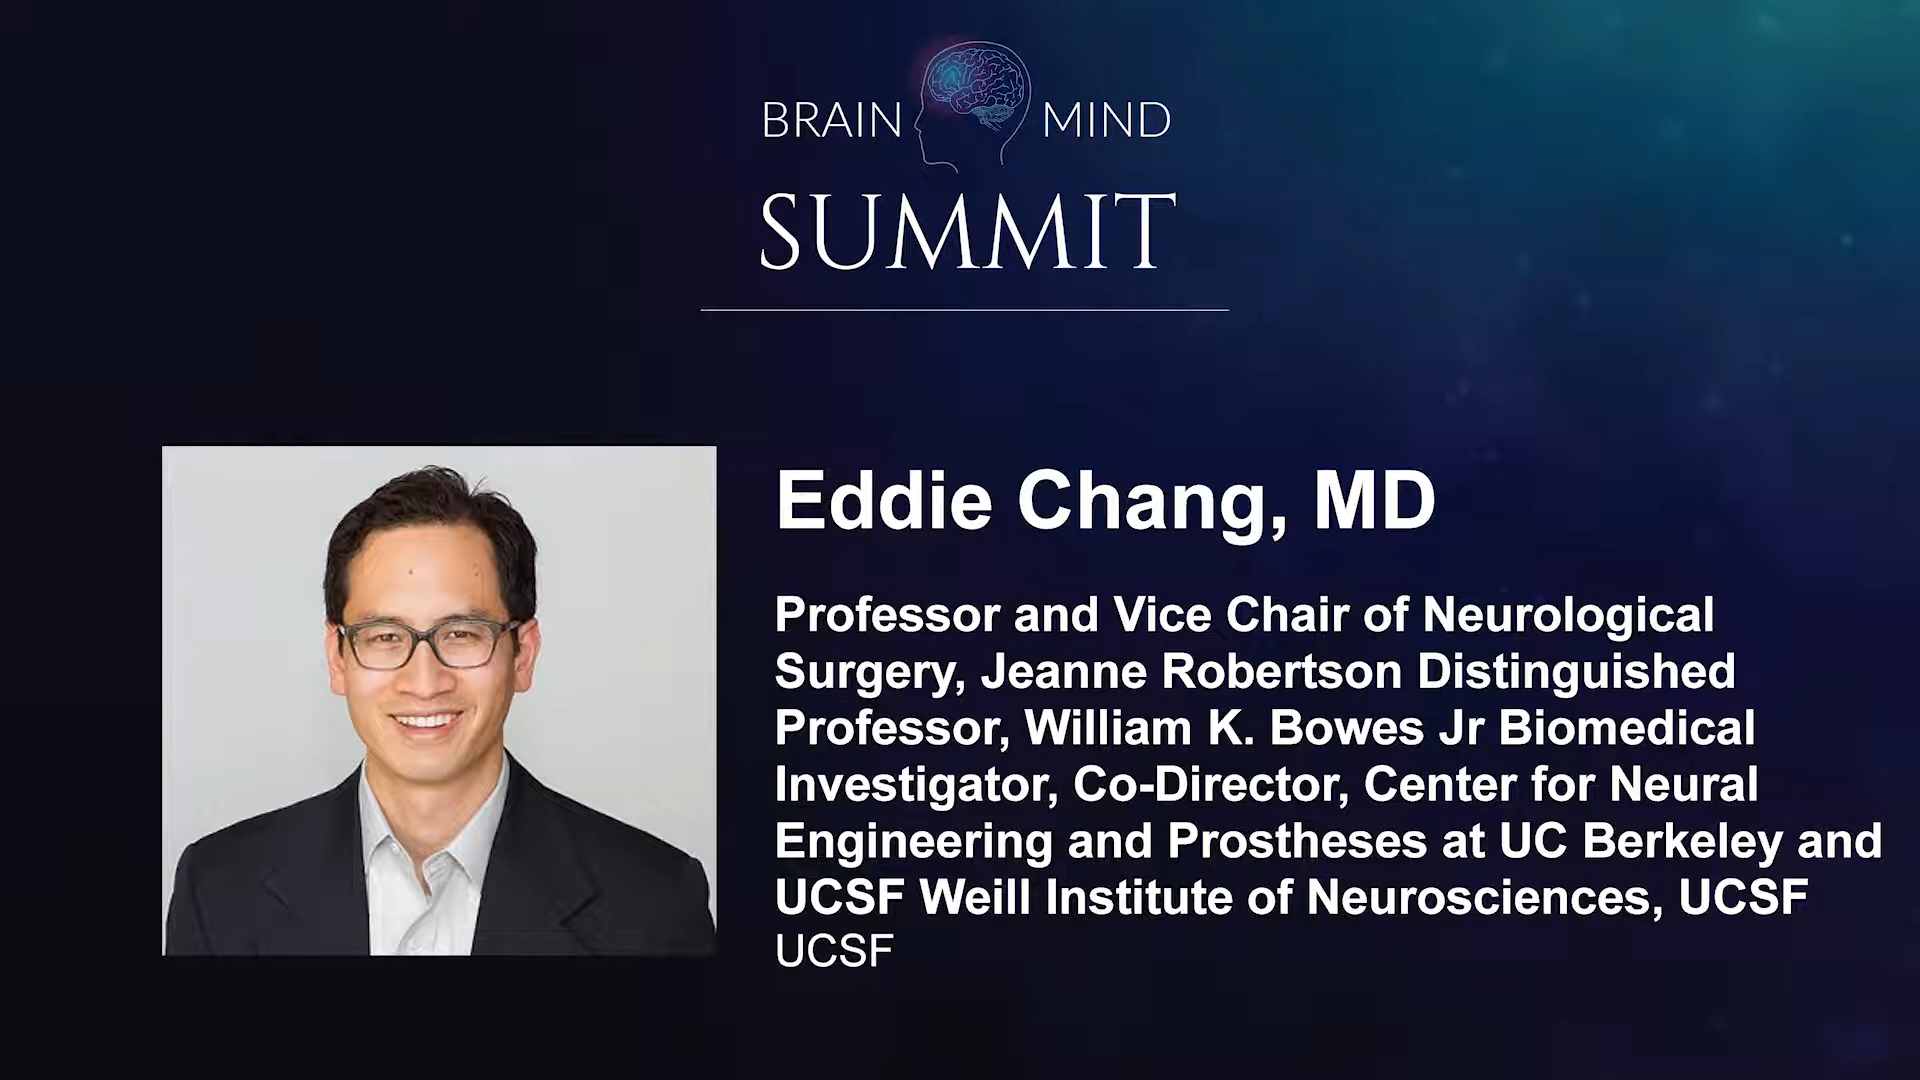 BRAIN MIND
SUMMIT
Eddie Chang, MD
Professor and Vice Chair of Neurological
Surgery, Jeanne Robertson Distinguished
Professor, William K. Bowes Jr Biomedical
Investigator, Co-Director, Center for Neural
Engineering and Prostheses at UC Berkeley and
UCSF Weill Institute of Neurosciences, UCSF
UCSF